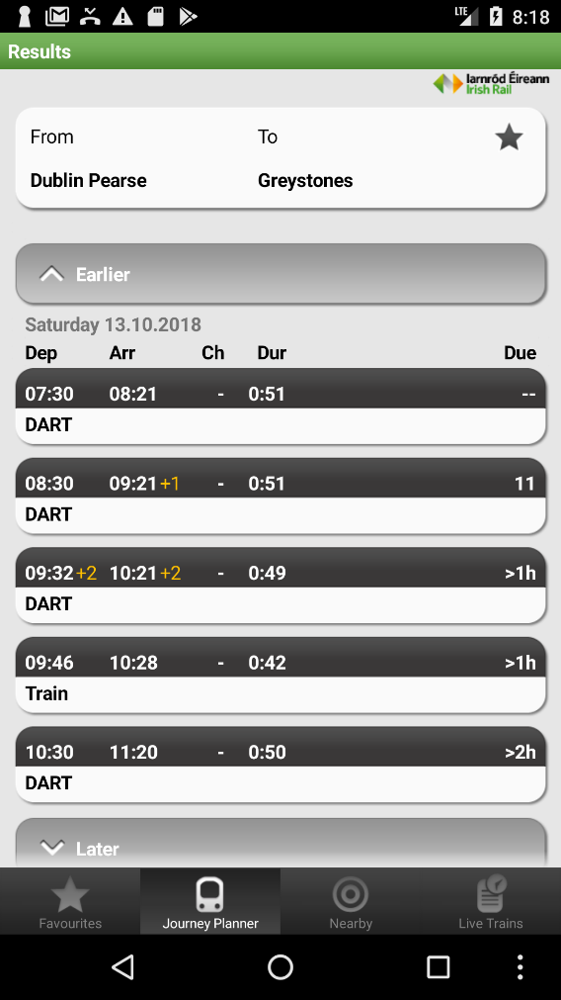 LTE 8:18
Results
Iarnród Éireann
Irish Rail
From To
Dublin Pearse Greystones
Earlier
Saturday 13.10.2018
Dep Arr Ch Dur Due
07:30 08:21 - 0:51 --
DART
08:30 09:21 +1 - 0:51 11
DART
09:32 +2 10:21 +2 - 0:49 >1h
DART
09:46 10:28 - 0:42 >1h
Train
10:30 11:20 - 0:50 >2h
DART
Later
Favourites Journey Planner Nearby Live Trains